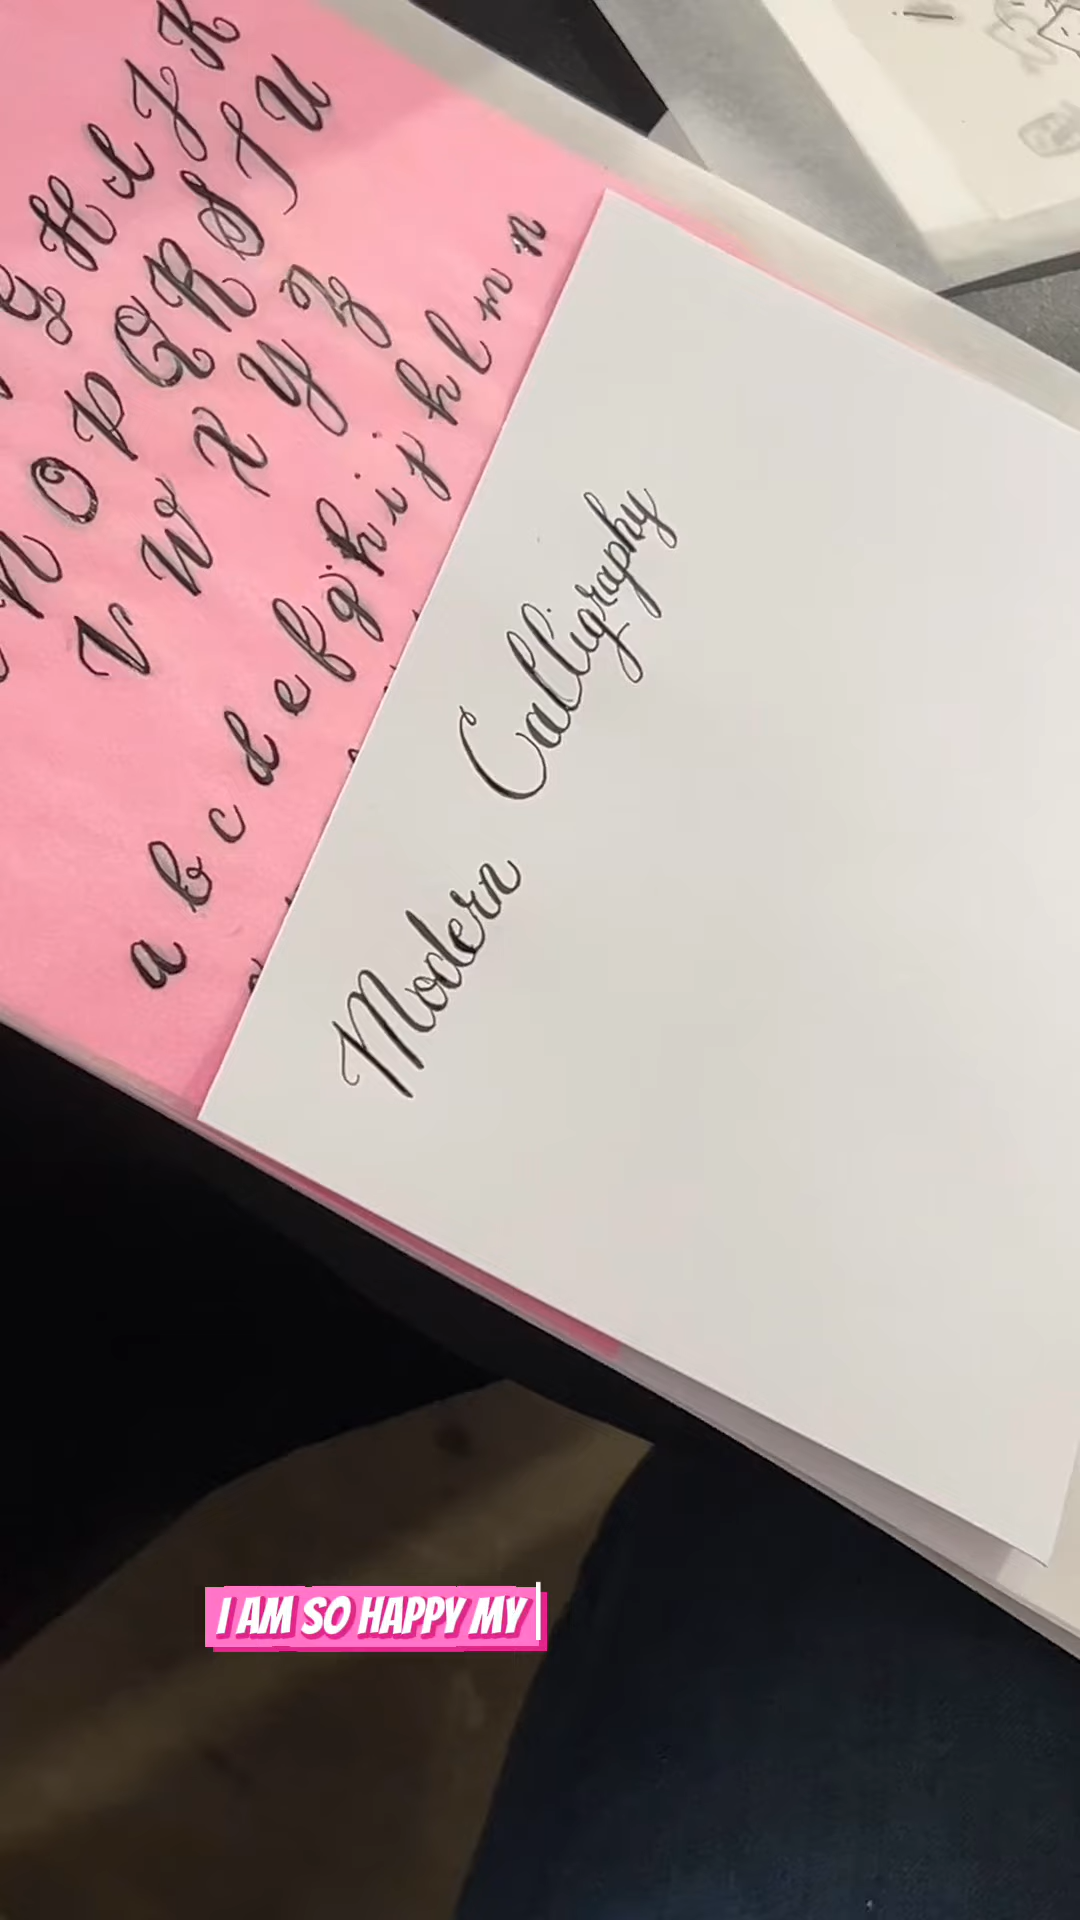 G H I J K
N O P Q R S T U
V W X Y Z
a b c d e f g h i j k l m n
Modern Calligraphy
I AM SO HAPPY MY